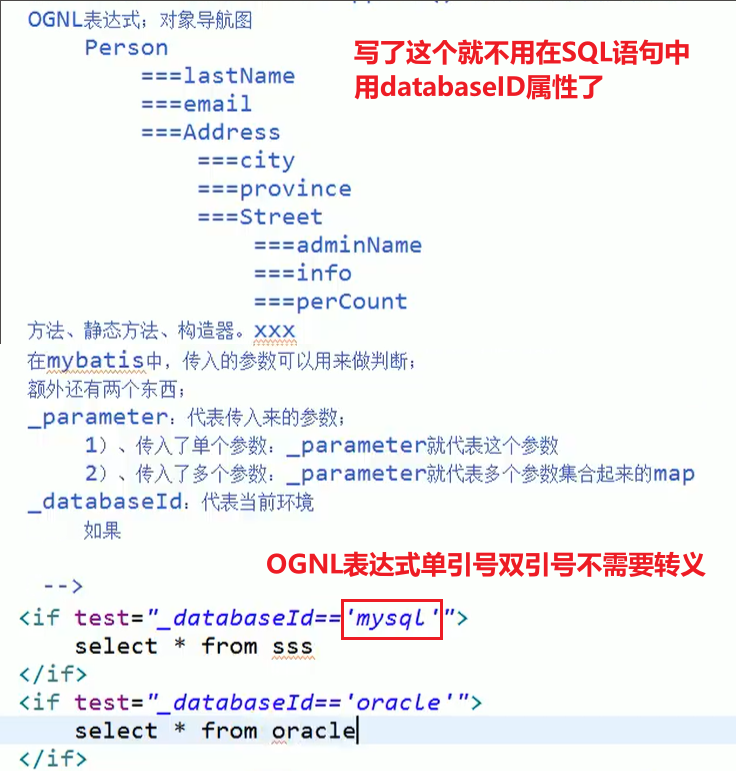 OGNL表达式；对象导航图
Person
写了这个就不用在SQL语句中
===lastName
用databaseID属性了
===email
===Address
===city
===province
===Street
===adminName
===info
===perCount
方法、静态方法、构造器。xxx
在mybatis中，传入的参数可以用来做判断；
额外还有两个东西；
_parameter：代表传入来的参数；
1）、传入了单个参数：_parameter就代表这个参数
2）、传入了多个参数：_parameter就代表多个参数集合起来的map
_databaseId：代表当前环境
如果
OGNL表达式单引号双引号不需要转义
-->
<if test="_databaseId=='mysql'">
select * from sss
</if>
<if test="_databaseId=='oracle'">
select * from oracle
</if>